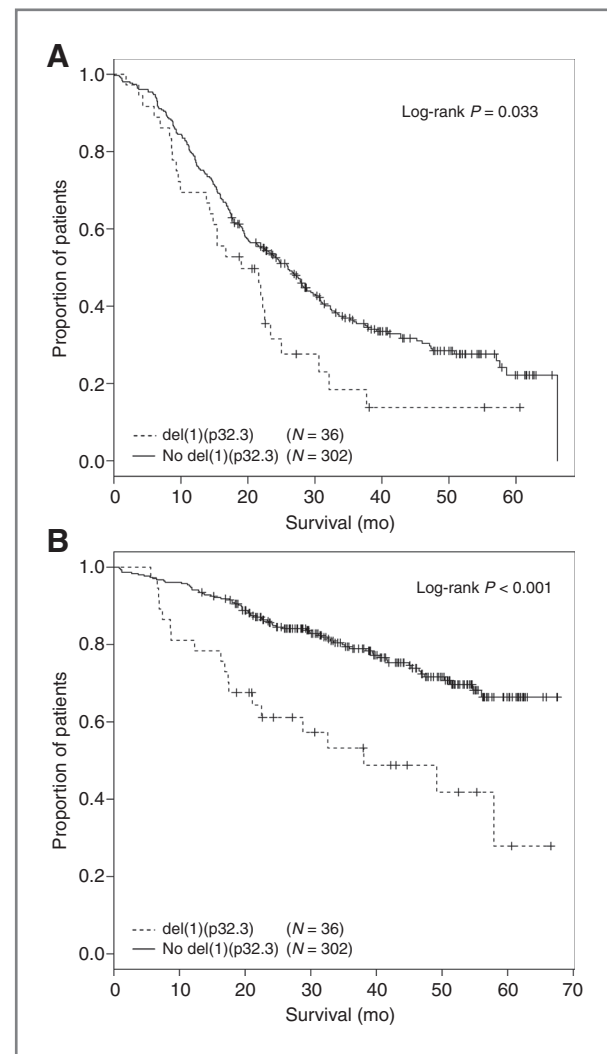 A
1.0
0.8
0.6
0.4
0.2
0.0
Proportion of patients
Log-rank P = 0.033
del(1)(p32.3) (N = 36)
No del(1)(p32.3) (N = 302)
0 10 20 30 40 50 60
Survival (mo)
B
1.0
0.8
0.6
0.4
0.2
0.0
Proportion of patients
Log-rank P < 0.001
del(1)(p32.3) (N = 36)
No del(1)(p32.3) (N = 302)
0 10 20 30 40 50 60 70
Survival (mo)